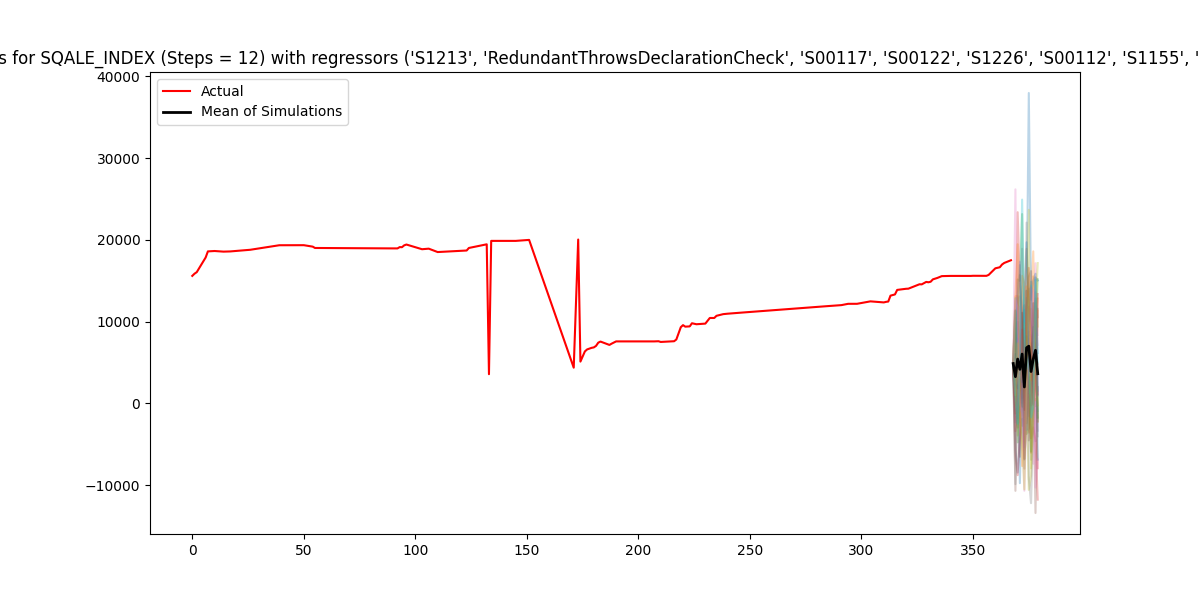 s for SQALE_INDEX (Steps = 12) with regressors ('S1213', 'RedundantThrowsDeclarationCheck', 'S00117', 'S00122', 'S1226', 'S00112', 'S1155', '
Actual
Mean of Simulations
40000
30000
20000
10000
0
−10000
0 50 100 150 200 250 300 350